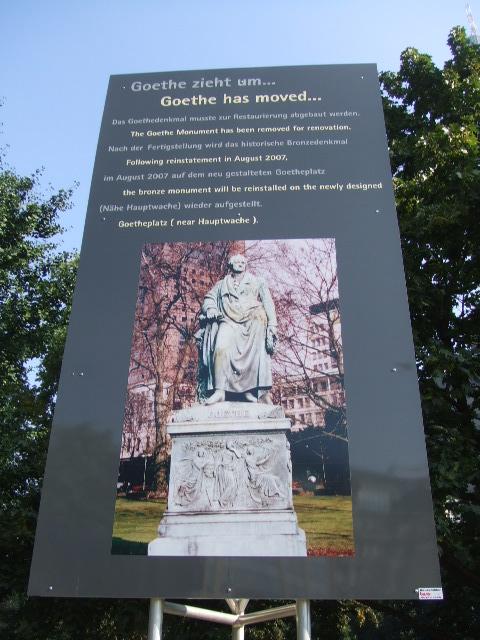 Goethe zieht um...
Goethe has moved...
Das Goethedenkmal musste zur Restaurierung abgebaut werden.
The Goethe Monument has been removed for renovation.
Nach der Fertigstellung wird das historische Bronzedenkmal
Following reinstatement in August 2007,
im August 2007 auf dem neu gestalteten Goetheplatz
the bronze monument will be reinstalled on the newly designed
(Nähe Hauptwache) wieder aufgestellt.
Goetheplatz ( near Hauptwache ).
GOETHE